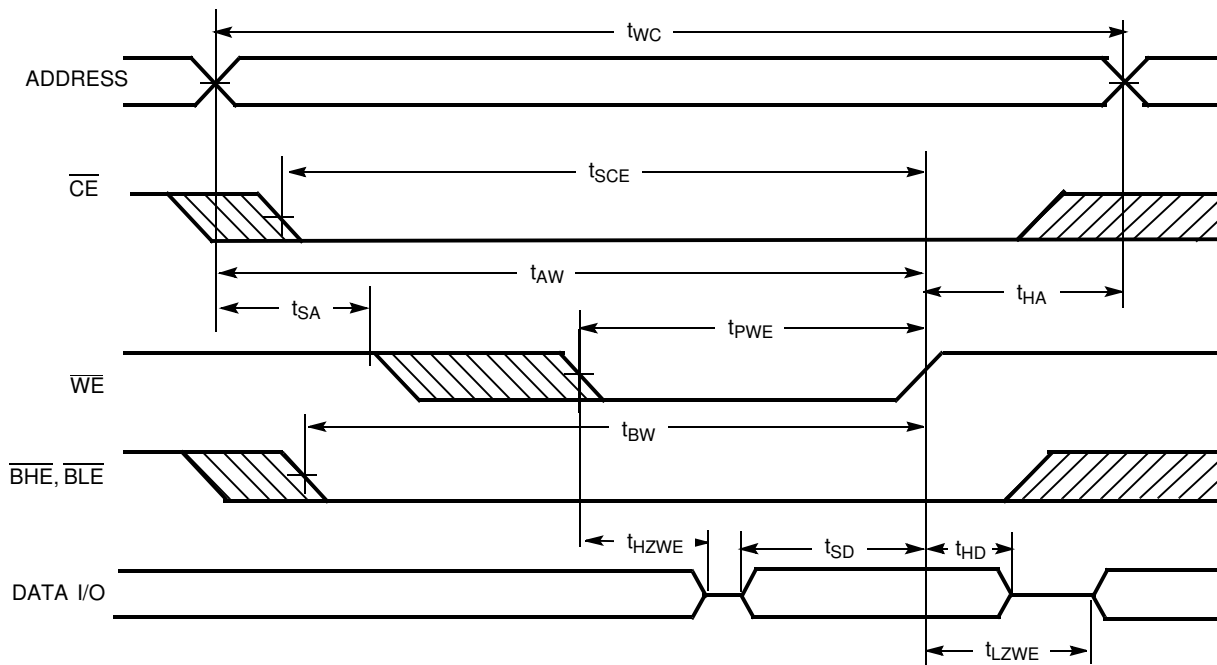 tWC
ADDRESS
tSCE
CE
tAW
tHA
tSA
tPWE
WE
tBW
BHE, BLE
tHZWE
tSD
tHD
DATA I/O
tLZWE